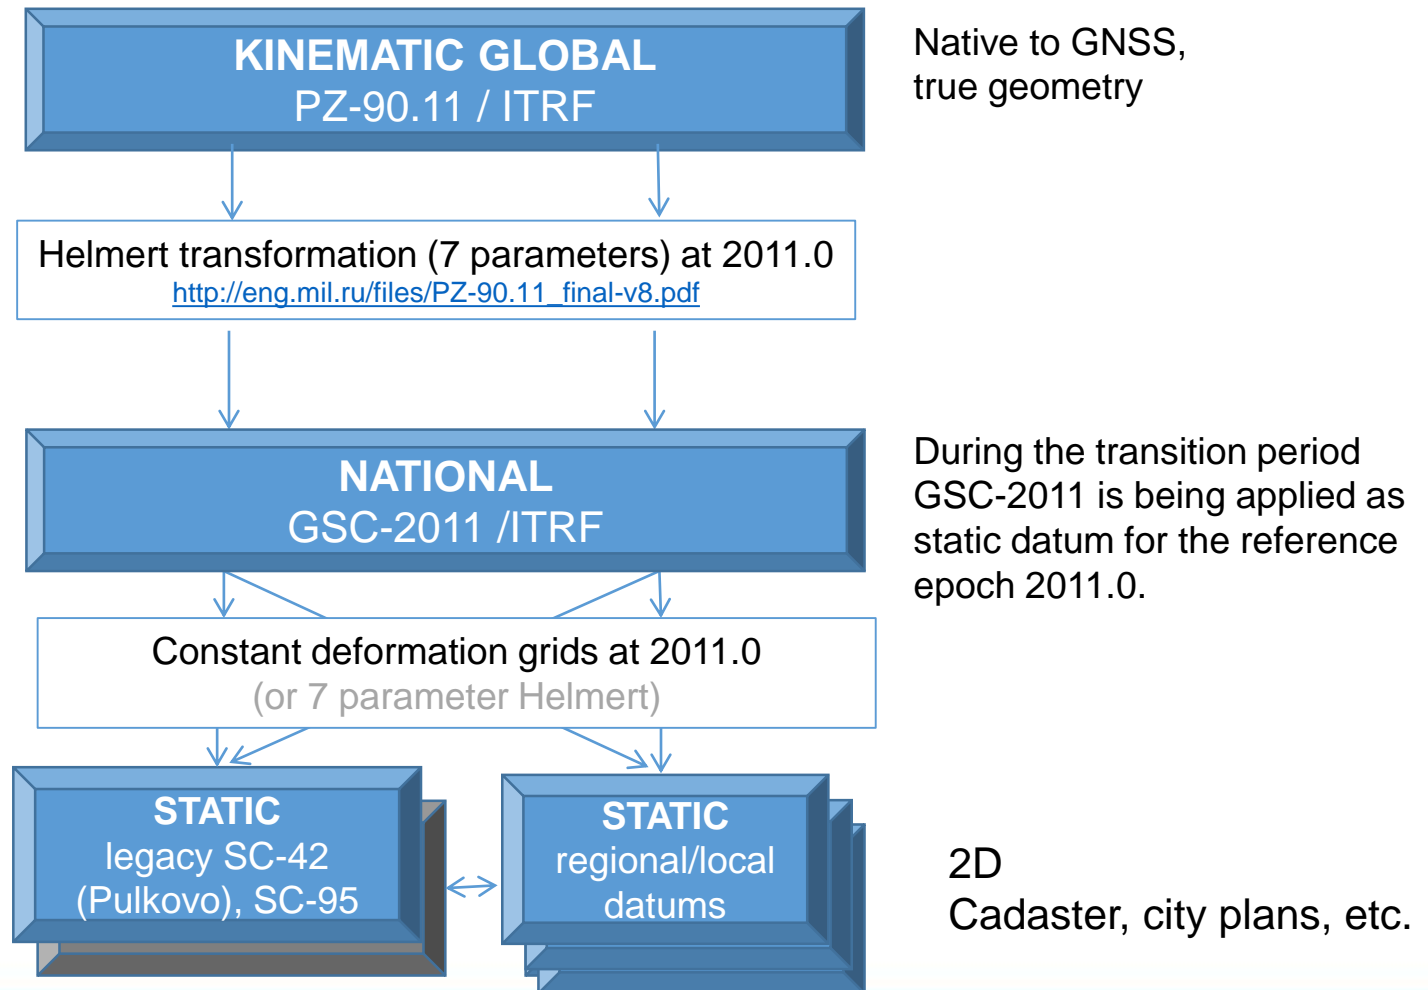 KINEMATIC GLOBAL
PZ-90.11 / ITRF
Native to GNSS,
true geometry
Helmert transformation (7 parameters) at 2011.0
http://eng.mil.ru/files/PZ-90.11_final-v8.pdf
NATIONAL
GSC-2011 /ITRF
During the transition period
GSC-2011 is being applied as
static datum for the reference
epoch 2011.0.
Constant deformation grids at 2011.0
(or 7 parameter Helmert)
STATIC
legacy SC-42
(Pulkovo), SC-95
STATIC
regional/local
datums
2D
Cadaster, city plans, etc.